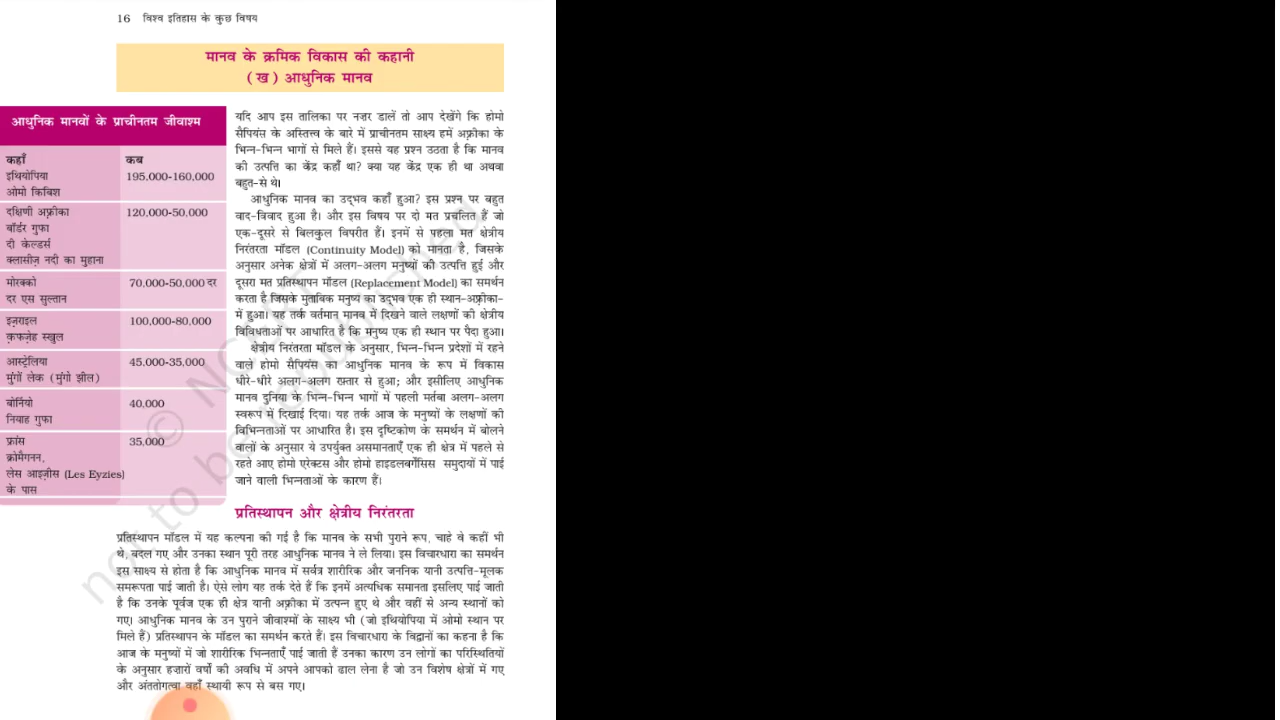 16 विश्व इतिहास के कुछ विषय
मानव के क्रमिक विकास की कहानी
(ख) आधुनिक मानव
आधुनिक मानवों के प्राचीनतम जीवाश्म
कहाँ कब
इथियोपिया 195,000-160,000
ओमो किबिश
दक्षिणी अफ़्रीका 120,000-50,000
बॉर्डर गुफा
दी केल्डर्स
क्लासीज़ नदी का मुहाना
मोरक्को 70,000-50,000 दर
दर एस सुल्तान
इज़राइल 100,000-80,000
क़फज़ेह स्खुल
आस्ट्रेलिया 45,000-35,000
मुंगों लेक (मुंगो झील)
बोर्नियो 40,000
नियाह गुफा
फ्रांस 35,000
क्रोमैगनन,
लेस आइज़ीस (Les Eyzies)
के पास
यदि आप इस तालिका पर नज़र डालें तो आप देखेंगे कि होमो
सैपियंस के अस्तित्त्व के बारे में प्राचीनतम साक्ष्य हमें अफ़्रीका के
भिन्न-भिन्न भागों से मिले हैं। इससे यह प्रश्न उठता है कि मानव
की उत्पत्ति का केंद्र कहाँ था? क्या यह केंद्र एक ही था अथवा
बहुत-से थे।
आधुनिक मानव का उद्भव कहाँ हुआ? इस प्रश्न पर बहुत
वाद-विवाद हुआ है। और इस विषय पर दो मत प्रचलित हैं जो
एक-दूसरे से बिलकुल विपरीत हैं। इनमें से पहला मत क्षेत्रीय
निरंतरता मॉडल (Continuity Model) को मानता है, जिसके
अनुसार अनेक क्षेत्रों में अलग-अलग मनुष्यों की उत्पत्ति हुई और
दूसरा मत प्रतिस्थापन मॉडल (Replacement Model) का समर्थन
करता है जिसके मुताबिक मनुष्य का उद्भव एक ही स्थान-अफ़्रीका-
में हुआ। यह तर्क वर्तमान मानव में दिखने वाले लक्षणों की क्षेत्रीय
विविधताओं पर आधारित है कि मनुष्य एक ही स्थान पर पैदा हुआ।
क्षेत्रीय निरंतरता मॉडल के अनुसार, भिन्न-भिन्न प्रदेशों में रहने
वाले होमो सैपियंस का आधुनिक मानव के रूप में विकास
धीरे-धीरे अलग-अलग रफ़्तार से हुआ; और इसीलिए आधुनिक
मानव दुनिया के भिन्न-भिन्न भागों में पहली मर्तबा अलग-अलग
स्वरूप में दिखाई दिया। यह तर्क आज के मनुष्यों के लक्षणों की
विभिन्नताओं पर आधारित है। इस दृष्टिकोण के समर्थन में बोलने
वालों के अनुसार ये उपर्युक्त असमानताएँ एक ही क्षेत्र में पहले से
रहते आए होमो एरेक्टस और होमो हाइडलबर्गेसिस समुदायों में पाई
जाने वाली भिन्नताओं के कारण हैं।
प्रतिस्थापन और क्षेत्रीय निरंतरता
प्रतिस्थापन मॉडल में यह कल्पना की गई है कि मानव के सभी पुराने रूप, चाहे वे कहीं भी
थे, बदल गए और उनका स्थान पूरी तरह आधुनिक मानव ने ले लिया। इस विचारधारा का समर्थन
इस साक्ष्य से होता है कि आधुनिक मानव में सर्वत्र शारीरिक और जननिक यानी उत्पत्ति-मूलक
समरूपता पाई जाती है। ऐसे लोग यह तर्क देते हैं कि इनमें अत्यधिक समानता इसलिए पाई जाती
है कि उनके पूर्वज एक ही क्षेत्र यानी अफ़्रीका में उत्पन्न हुए थे और वहीं से अन्य स्थानों को
गए। आधुनिक मानव के उन पुराने जीवाश्मों के साक्ष्य भी (जो इथियोपिया में ओमो स्थान पर
मिले हैं) प्रतिस्थापन के मॉडल का समर्थन करते हैं। इस विचारधारा के विद्वानों का कहना है कि
आज के मनुष्यों में जो शारीरिक भिन्नताएँ पाई जाती हैं उनका कारण उन लोगों का परिस्थितियों
के अनुसार हज़ारों वर्षों की अवधि में अपने आपको ढाल लेना है जो उन विशेष क्षेत्रों में गए
और अंततोगत्वा वहाँ स्थायी रूप से बस गए।
© NCERT
not to be republished